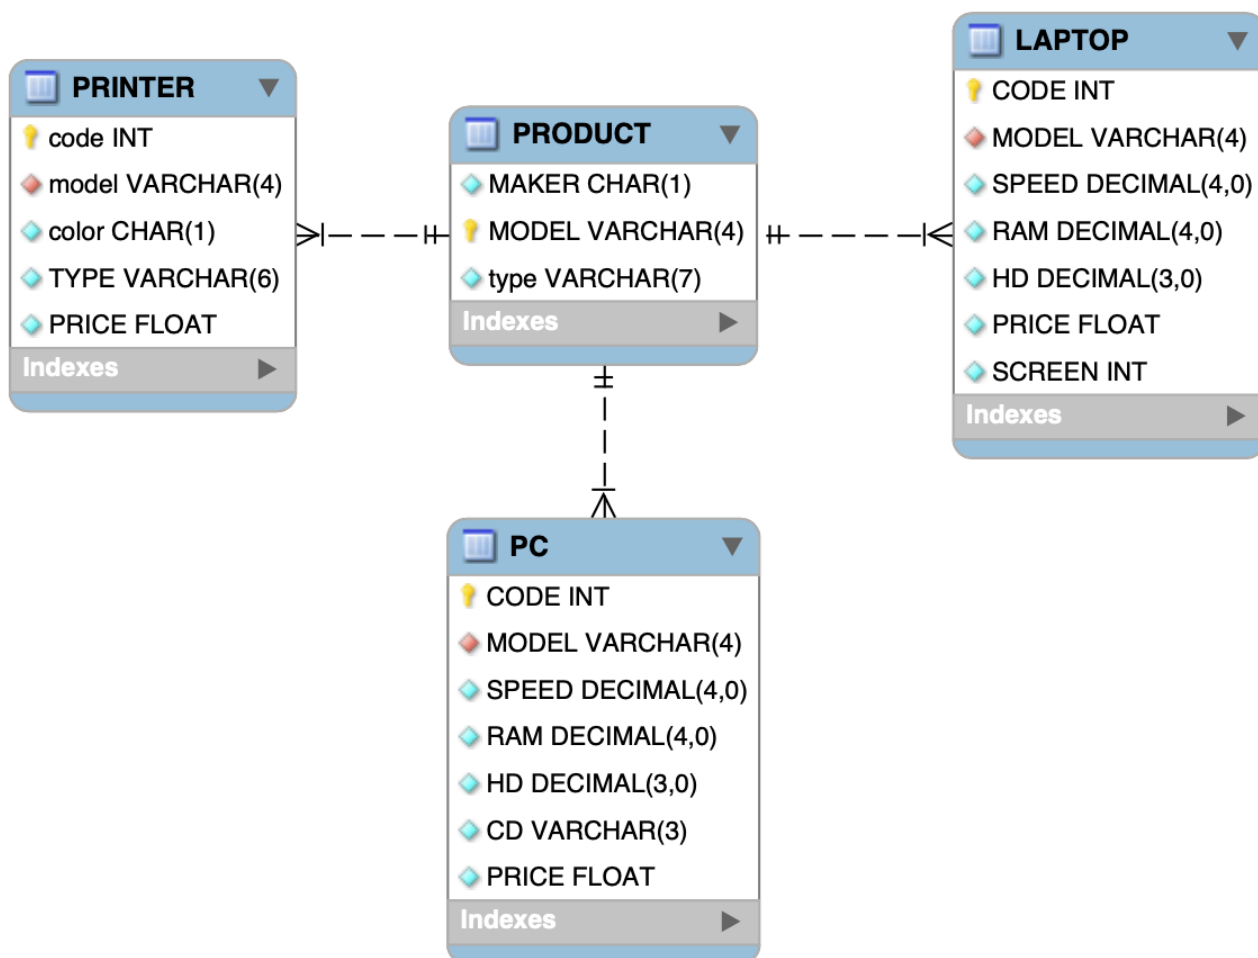 PRINTER
code INT
model VARCHAR(4)
color CHAR(1)
TYPE VARCHAR(6)
PRICE FLOAT
Indexes
PRODUCT
MAKER CHAR(1)
MODEL VARCHAR(4)
type VARCHAR(7)
Indexes
LAPTOP
CODE INT
MODEL VARCHAR(4)
SPEED DECIMAL(4,0)
RAM DECIMAL(4,0)
HD DECIMAL(3,0)
PRICE FLOAT
SCREEN INT
Indexes
PC
CODE INT
MODEL VARCHAR(4)
SPEED DECIMAL(4,0)
RAM DECIMAL(4,0)
HD DECIMAL(3,0)
CD VARCHAR(3)
PRICE FLOAT
Indexes